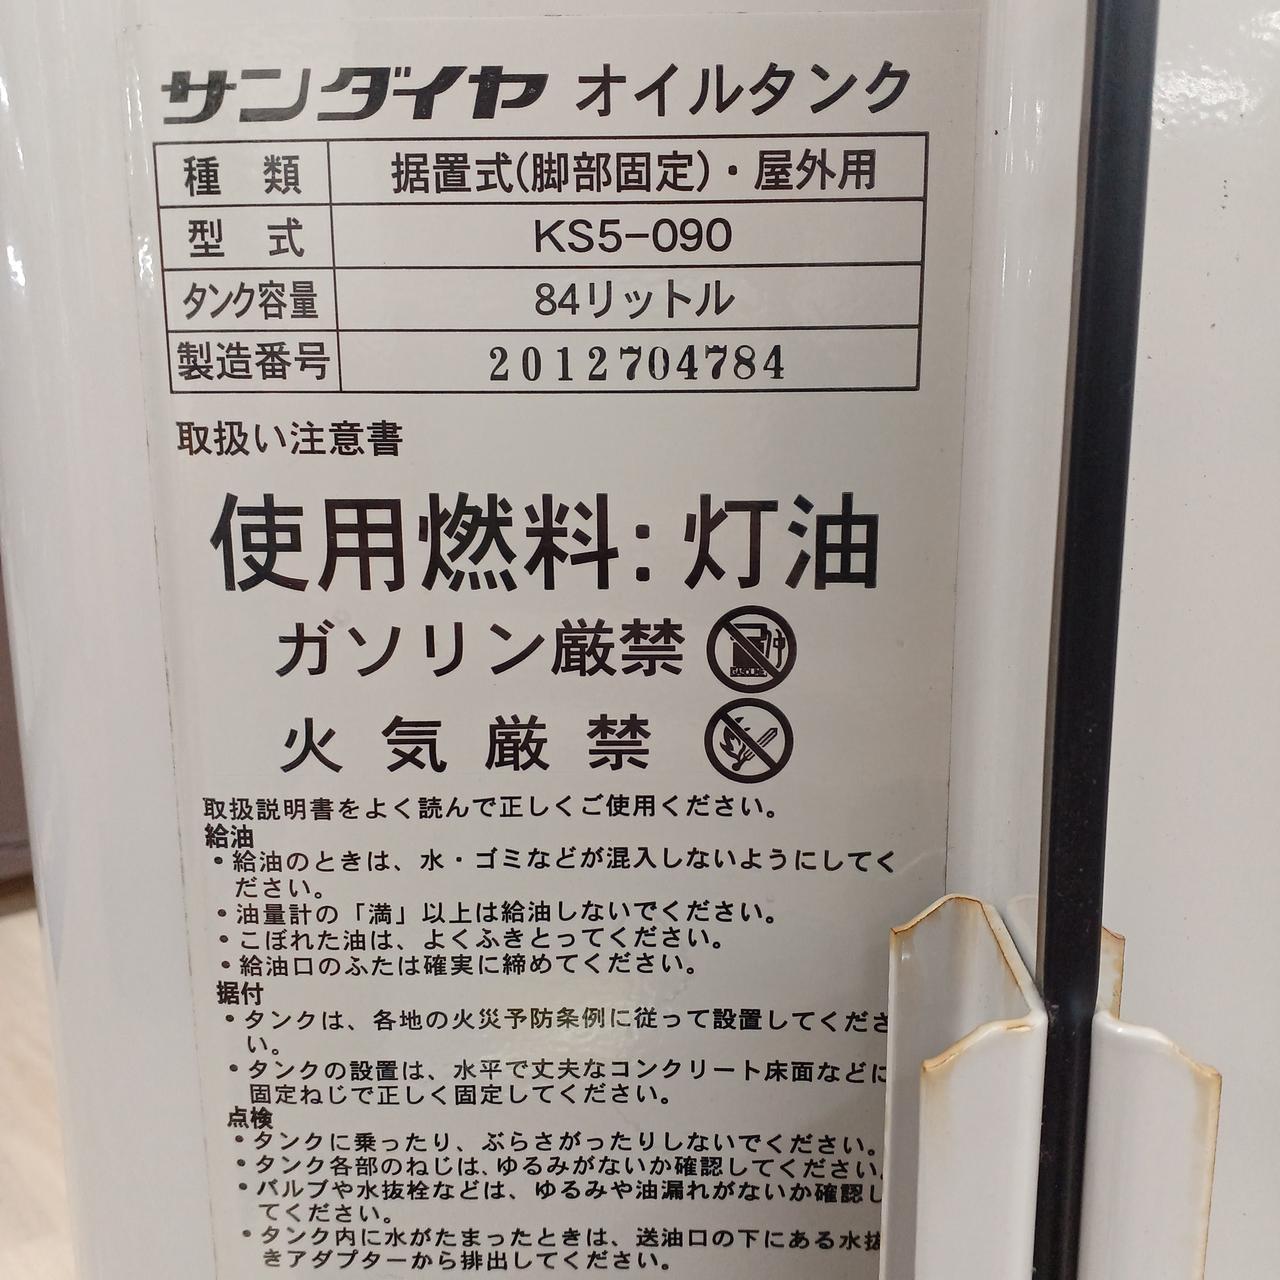 サンダイヤ オイルタンク
種類 据置式(脚部固定)・屋外用
型式 KS5-090
タンク容量 84リットル
製造番号 2012704784
取扱い注意書
使用燃料:灯油
ガソリン厳禁
GASOLINE
火気厳禁
取扱説明書をよく読んで正しくご使用ください。
給油
・給油のときは、水・ゴミなどが混入しないようにしてく
ださい。
・油量計の「満」以上は給油しないでください。
・こぼれた油は、よくふきとってください。
・給油口のふたは確実に締めてください。
据付
・タンクは、各地の火災予防条例に従って設置してくださ
い。
・タンクの設置は、水平で丈夫なコンクリート床面などに
固定ねじで正しく固定してください。
点検
・タンクに乗ったり、ぶらさがったりしないでください。
・タンク各部のねじは、ゆるみがないか確認してください。
・バルブや水抜栓などは、ゆるみや油漏れがないか確認し
てください。
・タンク内に水がたまったときは、送油口の下にある水抜
きアダプターから排出してください。